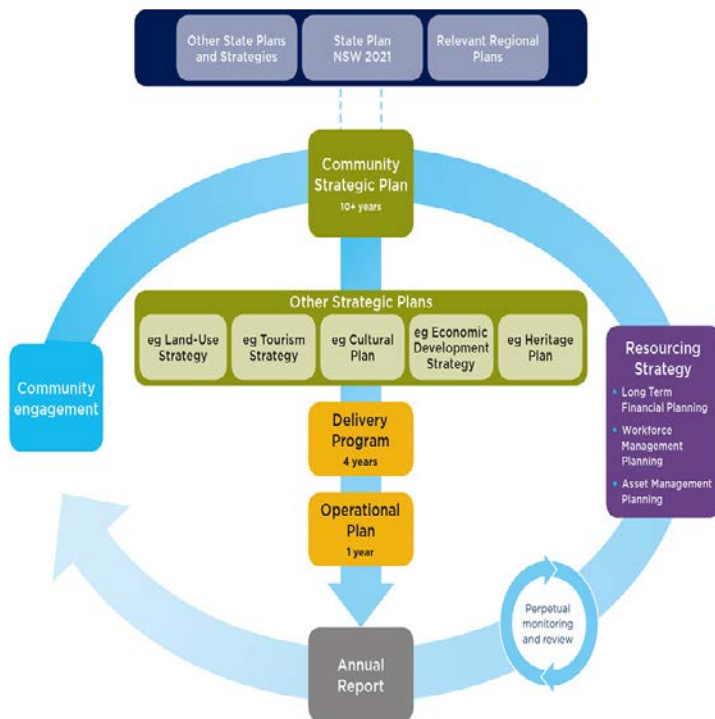 Other State Plans
and Strategies
State Plan
NSW 2021
Relevant Regional
Plans
Community
Strategic Plan
10+ years
Other Strategic Plans
eg Land-Use
Strategy
eg Tourism
Strategy
eg Cultural
Plan
eg Economic
Development
Strategy
eg Heritage
Plan
Community
engagement
Resourcing
Strategy
• Long Term
Financial Planning
• Workforce
Management
Planning
• Asset Management
Planning
Delivery
Program
4 years
Operational
Plan
1 year
Perpetual
monitoring
and review
Annual
Report